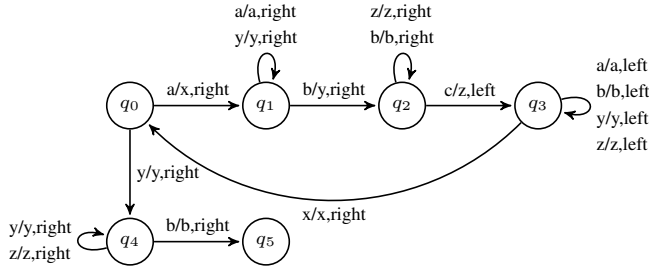 a/a,right
y/y,right
z/z,right
b/b,right
a/a,left
b/b,left
y/y,left
z/z,left
q0
a/x,right
q1
b/y,right
q2
c/z,left
q3
y/y,right
x/x,right
y/y,right
z/z,right
q4
b/b,right
q5